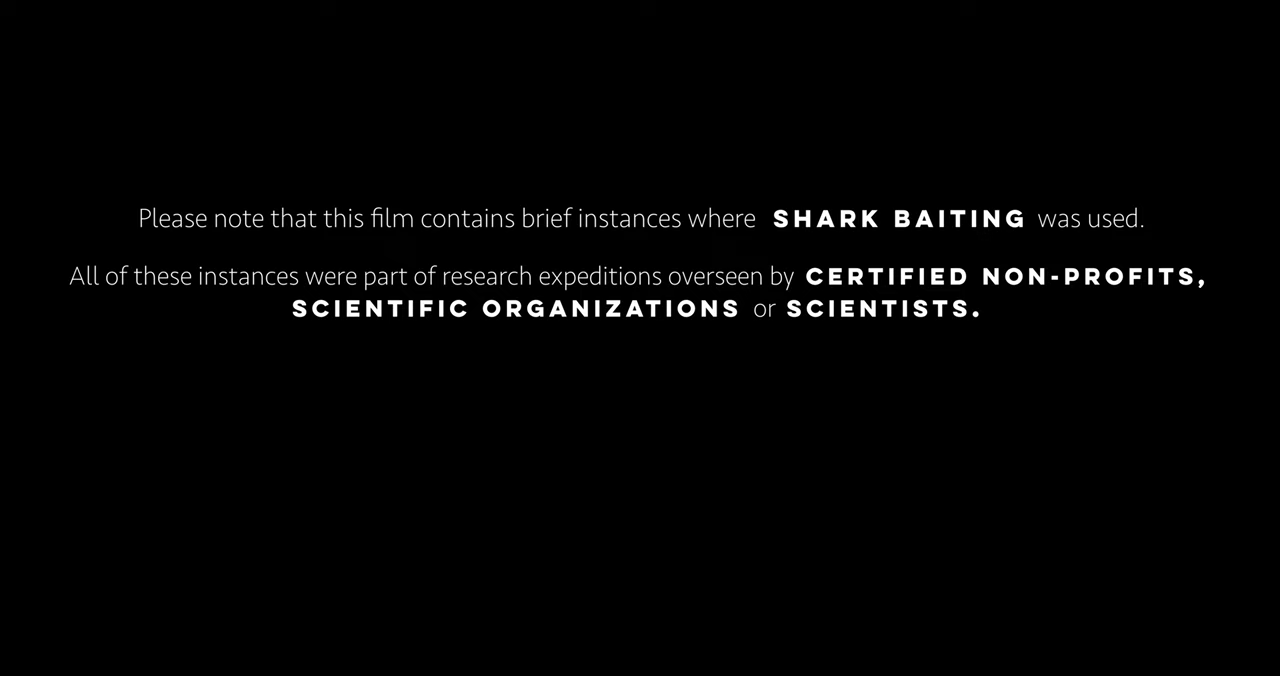 Please note that this film contains brief instances where SHARK BAITING was used.
All of these instances were part of research expeditions overseen by CERTIFIED NON-PROFITS,
SCIENTIFIC ORGANIZATIONS or SCIENTISTS.